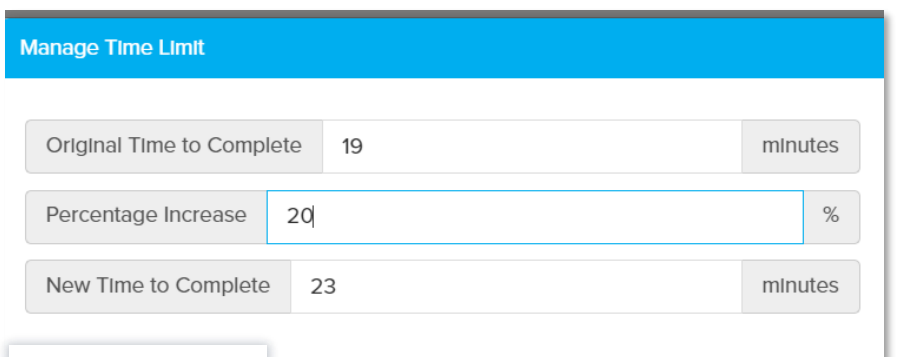 Manage Time Limit
Original Time to Complete 19 minutes
Percentage Increase 20 %
New Time to Complete 23 minutes